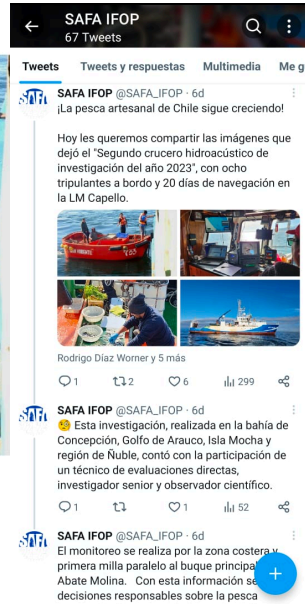 SAFA IFOP
67 Tweets
Tweets Tweets y respuestas Multimedia Me g
SAFA IFOP @SAFA_IFOP · 6d
¡La pesca artesanal de Chile sigue creciendo!
Hoy les queremos compartir las imágenes que
dejó el "Segundo crucero hidroacústico de
investigación del año 2023", con ocho
tripulantes a bordo y 20 días de navegación en
la LM Capello.
Rodrigo Díaz Worner y 5 más
1 2 6 299
SAFA IFOP @SAFA_IFOP · 6d
🧐 Esta investigación, realizada en la bahía de
Concepción, Golfo de Arauco, Isla Mocha y
región de Ñuble, contó con la participación de
un técnico de evaluaciones directas,
investigador senior y observador científico.
1 1 52
SAFA IFOP @SAFA_IFOP · 6d
El monitoreo se realiza por la zona costera y
primera milla paralelo al buque principal
Abate Molina. Con esta información se
decisiones responsables sobre la pesca